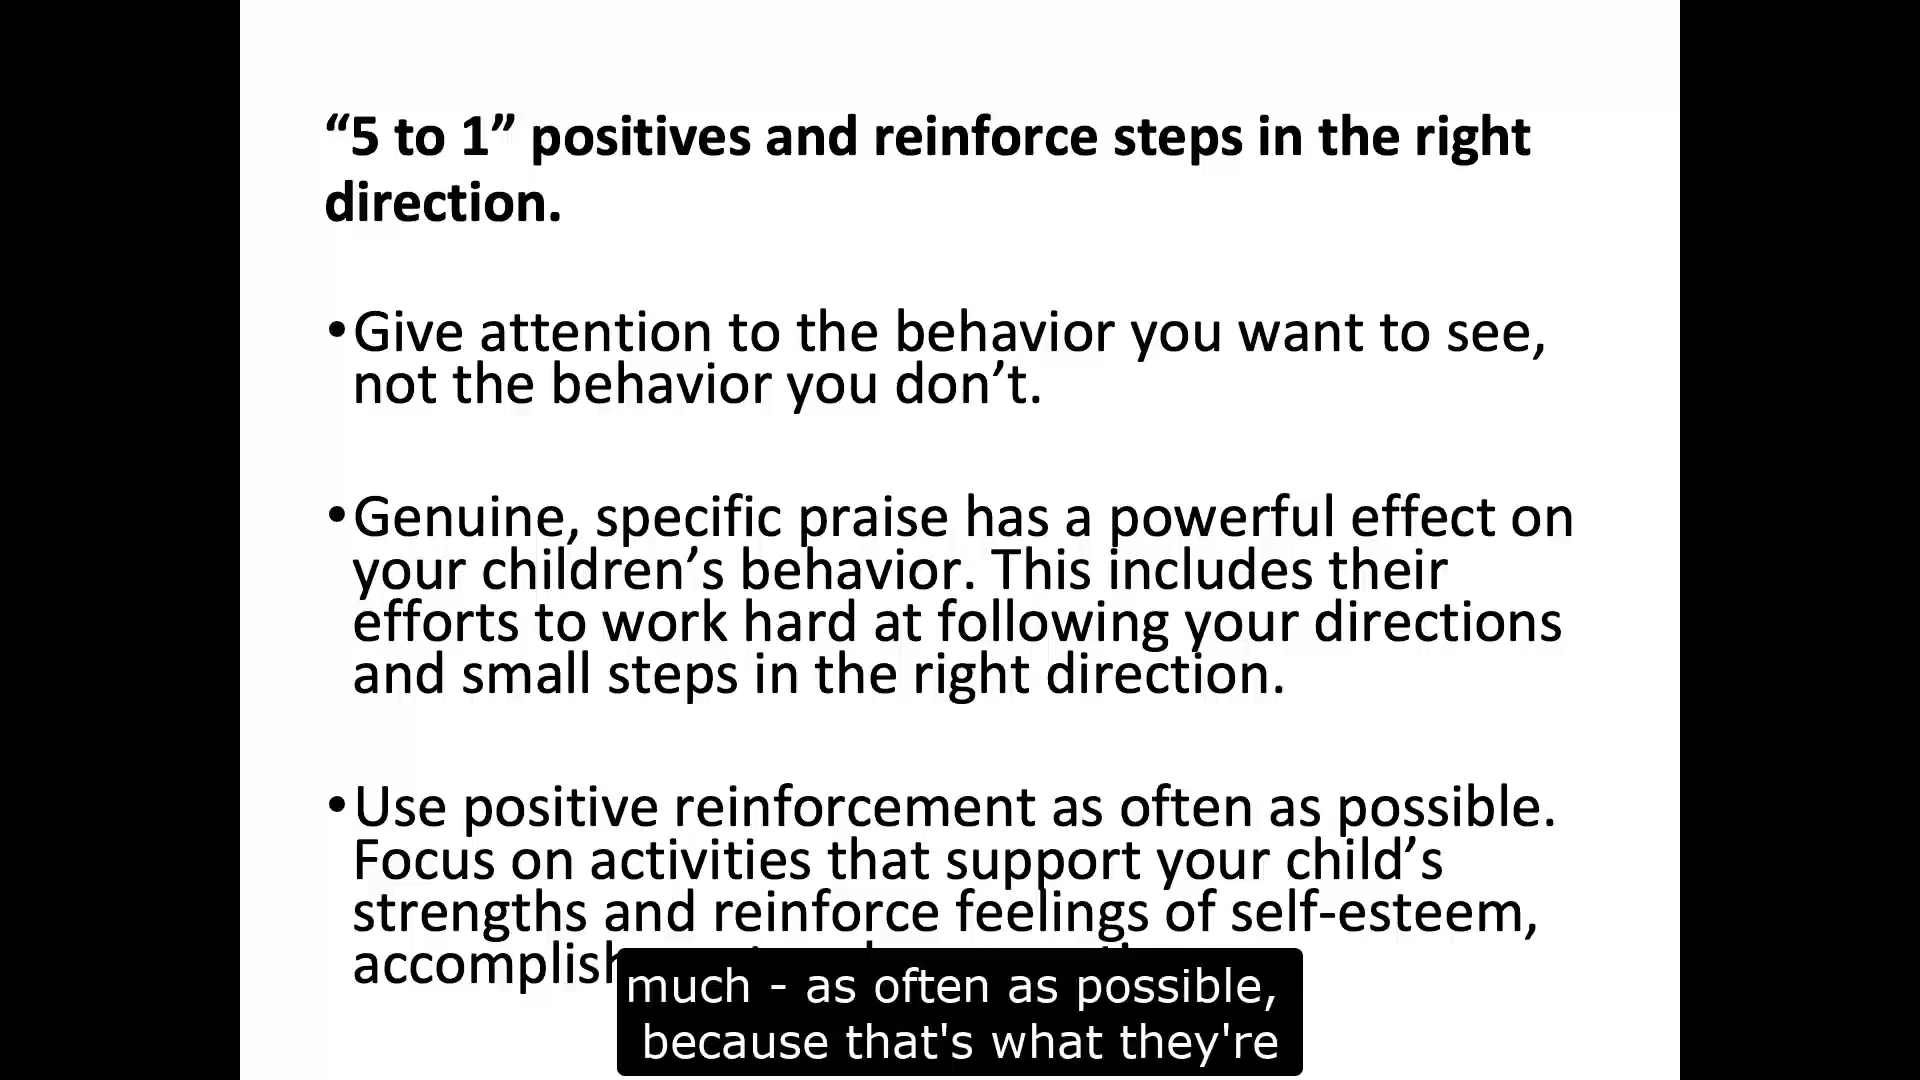 “5 to 1” positives and reinforce steps in the right
direction.
•Give attention to the behavior you want to see,
not the behavior you don’t.
•Genuine, specific praise has a powerful effect on
your children’s behavior. This includes their
efforts to work hard at following your directions
and small steps in the right direction.
•Use positive reinforcement as often as possible.
Focus on activities that support your child’s
strengths and reinforce feelings of self-esteem,
much - as often as possible,
because that's what they're